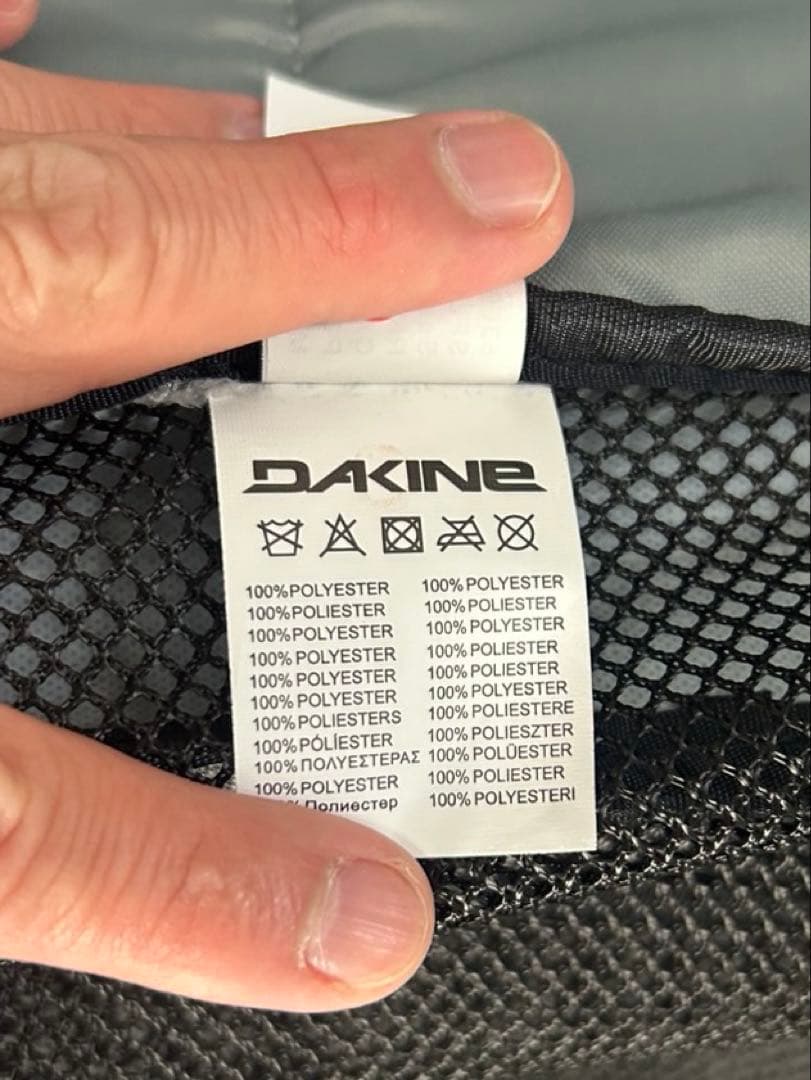 DAKINE
100%POLYESTER
100%POLIESTER
100%POLYESTER
100%POLYESTER
100%POLYESTER
100%POLYESTER
100%POLIESTERS
100%PÓLÍESTER
100%ΠΟΛΥΕΣΤΕΡΑΣ
100%POLYESTER
Полиестер
100%POLYESTER
100%POLIESTER
100%POLYESTER
100%POLIESTER
100%POLIESTER
100%POLYESTER
100%POLIESTERE
100%POLIESZTER
100%POLÜESTER
100%POLIESTER
100%POLYESTERI